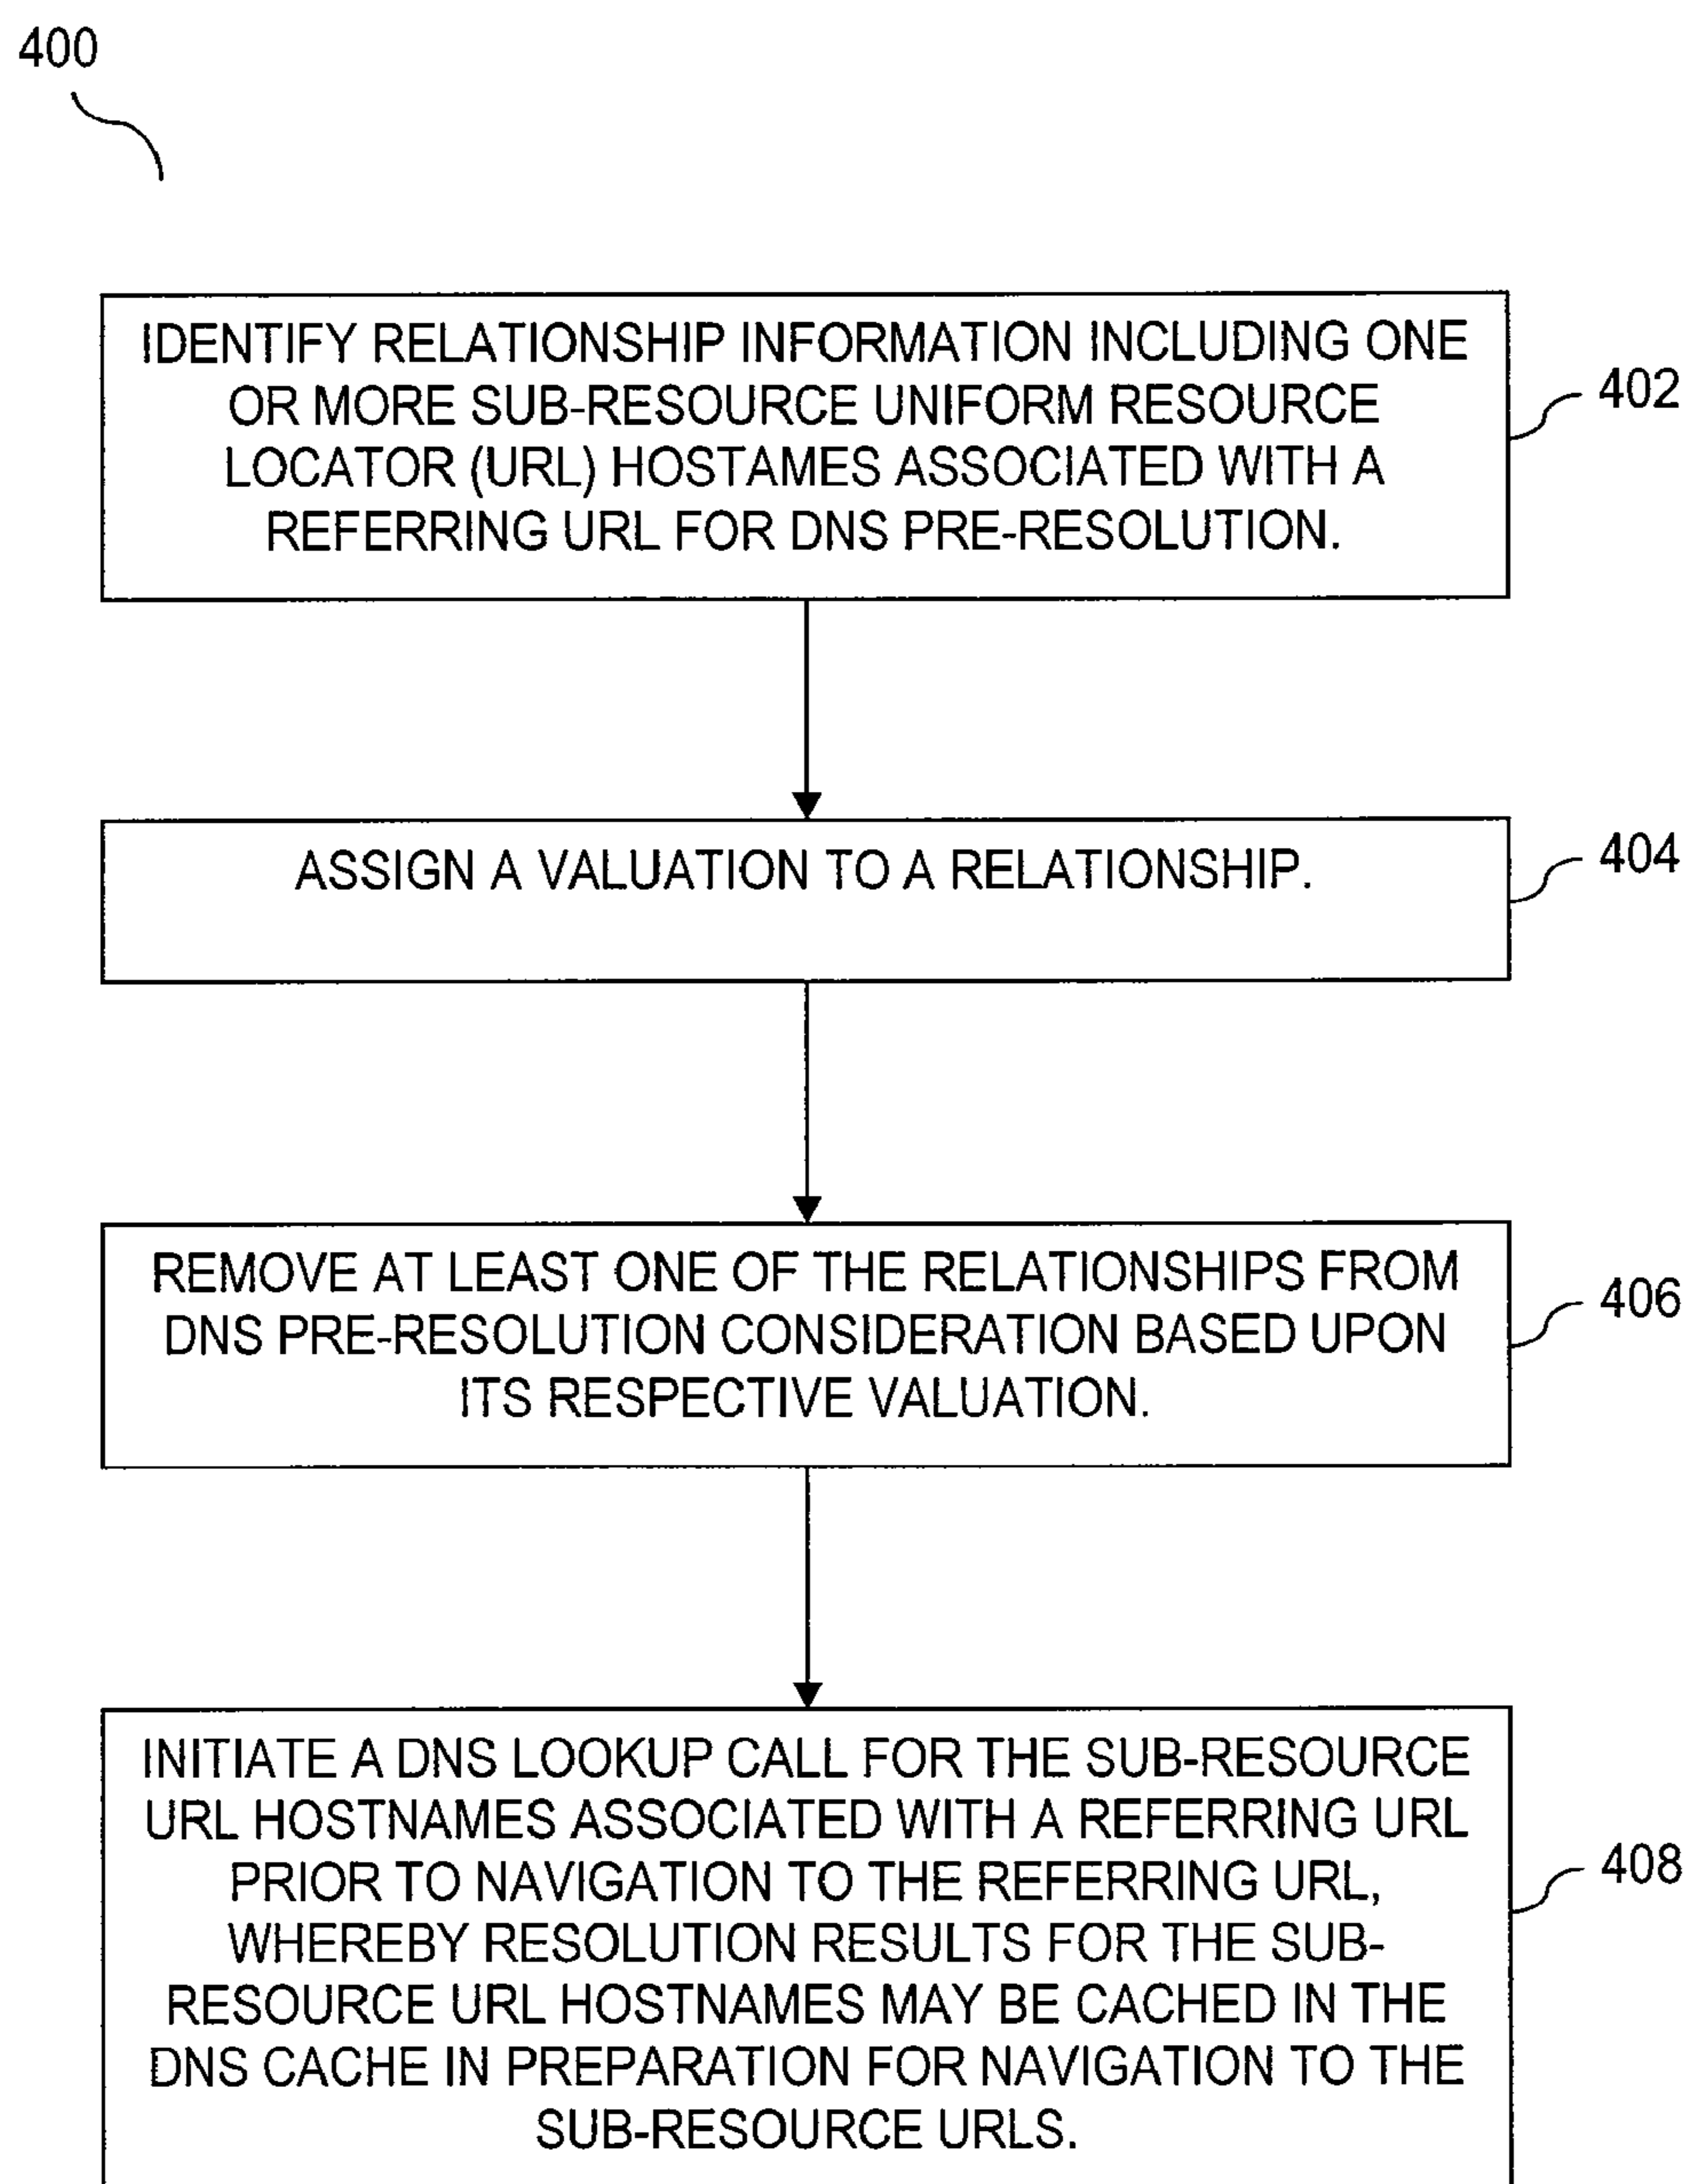 400
IDENTIFY RELATIONSHIP INFORMATION INCLUDING ONE
OR MORE SUB-RESOURCE UNIFORM RESOURCE
LOCATOR (URL) HOSTAMES ASSOCIATED WITH A
REFERRING URL FOR DNS PRE-RESOLUTION.
402
ASSIGN A VALUATION TO A RELATIONSHIP.
404
REMOVE AT LEAST ONE OF THE RELATIONSHIPS FROM
DNS PRE-RESOLUTION CONSIDERATION BASED UPON
ITS RESPECTIVE VALUATION.
406
INITIATE A DNS LOOKUP CALL FOR THE SUB-RESOURCE
URL HOSTNAMES ASSOCIATED WITH A REFERRING URL
PRIOR TO NAVIGATION TO THE REFERRING URL,
WHEREBY RESOLUTION RESULTS FOR THE SUB-
RESOURCE URL HOSTNAMES MAY BE CACHED IN THE
DNS CACHE IN PREPARATION FOR NAVIGATION TO THE
SUB-RESOURCE URLS.
408